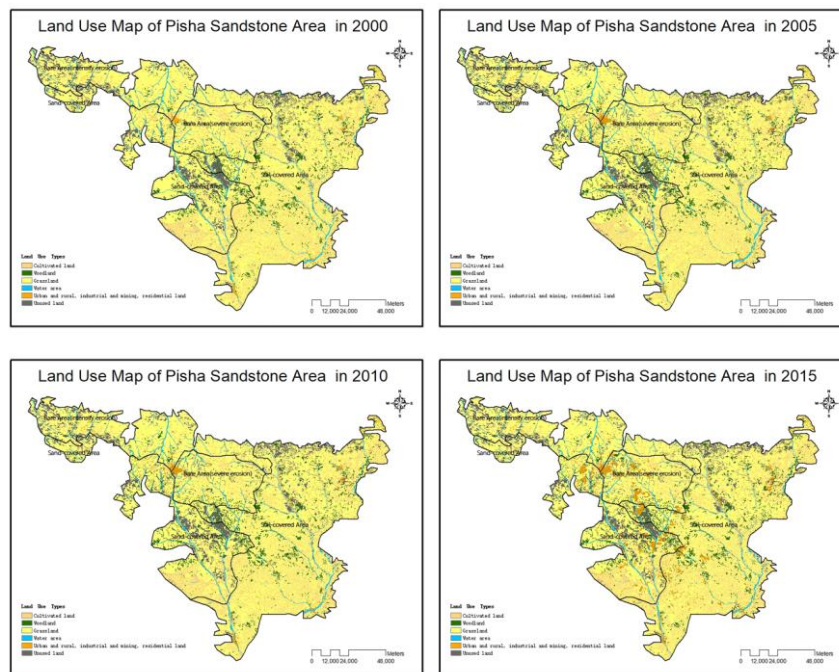 Land Use Map of Pisha Sandstone Area in 2000
N
Bare erosion)
Sand-covered Area
Bare Area(severe erosion)
Soil-covered Area
Sand-covered Area
Land Use Types
Cultivated land
Woodland
Grassland
Water area
Urban and rural, industrial and mining, residential land
Unused land
Meters
0 12,000 24,000 48,000
Land Use Map of Pisha Sandstone Area in 2005
N
Bare erosion)
Sand-covered Area
Bare Area(severe erosion)
Soil-covered Area
Sand-covered Area
Land Use Types
Cultivated land
Woodland
Grassland
Water area
Urban and rural, industrial and mining, residential land
Unused land
Meters
0 12,000 24,000 48,000
Land Use Map of Pisha Sandstone Area in 2010
N
Bare erosion)
Sand-covered Area
Bare Area(severe erosion)
Soil-covered Area
Sand-covered Area
Land Use Types
Cultivated land
Woodland
Grassland
Water area
Urban and rural, industrial and mining, residential land
Unused land
Meters
0 12,000 24,000 48,000
Land Use Map of Pisha Sandstone Area in 2015
N
Bare erosion)
Sand-covered Area
Bare Area(severe erosion)
Soil-covered Area
Sand-covered Area
Land Use Types
Cultivated land
Woodland
Grassland
Water area
Urban and rural, industrial and mining, residential land
Unused land
Meters
0 12,000 24,000 48,000